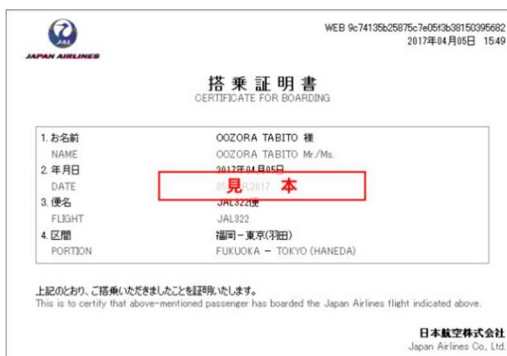 JAL
JAPAN AIRLINES
WEB 9c74135b25875c7e05f3b38150395682
2017年04月05日 15:49
搭乗証明書
CERTIFICATE FOR BOARDING
1.お名前 OOZORA TABITO 様
NAME OOZORA TABITO Mr./Ms.
2.年月日 2017年04月05日
DATE 2017
見 本
3.便名 JAL322便
FLIGHT JAL322
4.区間 福岡-東京(羽田)
PORTION FUKUOKA - TOKYO (HANEDA)
上記のとおり、ご搭乗いただきましたことを証明いたします。
This is to certify that above-mentioned passenger has boarded the Japan Airlines flight indicated above.
日本航空株式会社
Japan Airlines Co., Ltd.